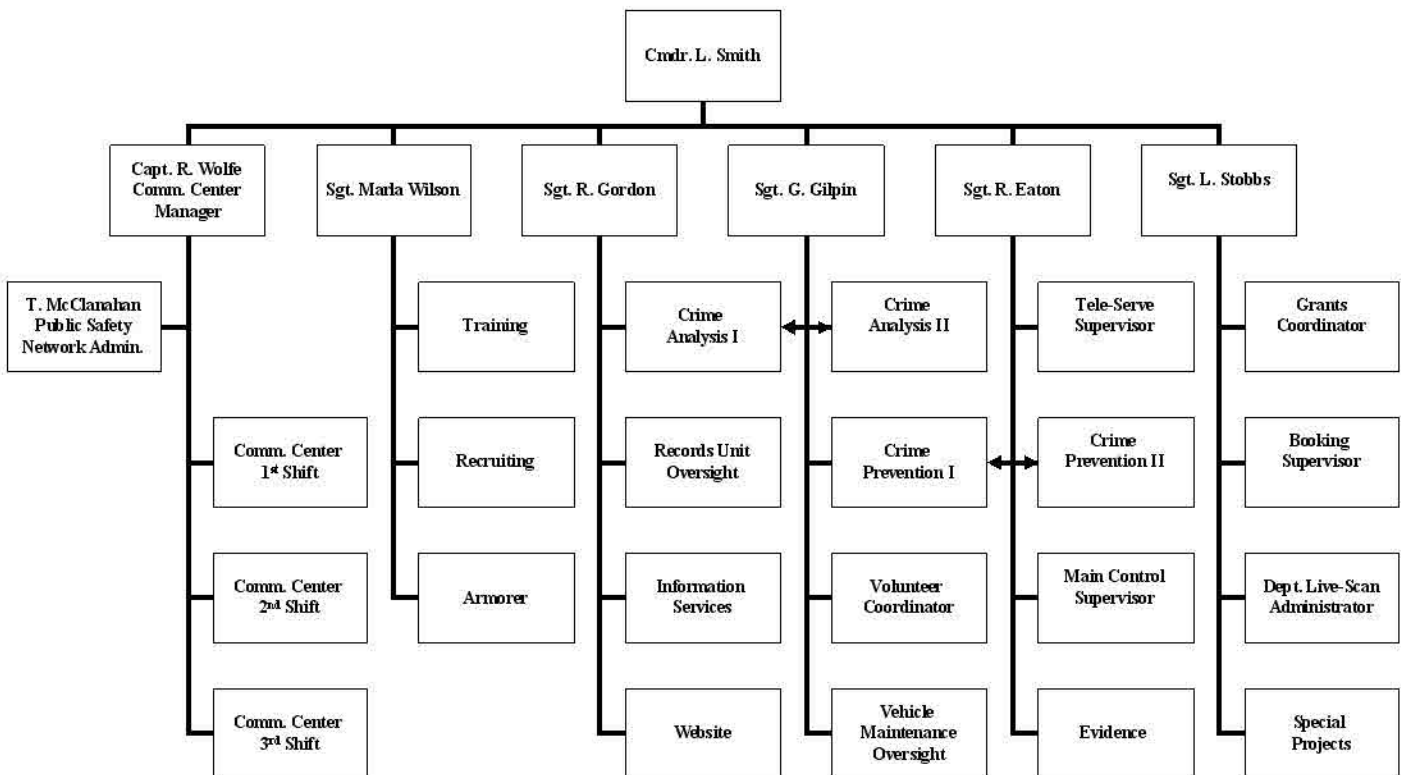 Cmdr. L. Smith
Capt. R. Wolfe
Comm. Center
Manager
Sgt. Marla Wilson
Sgt. R. Gordon
Sgt. G. Gilpin
Sgt. R. Eaton
Sgt. L. Stobbs
T. McClanahan
Public Safety
Network Admin.
Training
Crime
Analysis I
Crime
Analysis II
Tele-Serve
Supervisor
Grants
Coordinator
Comm. Center
1st Shift
Recruiting
Records Unit
Oversight
Crime
Prevention I
Crime
Prevention II
Booking
Supervisor
Comm. Center
2nd Shift
Armorer
Information
Services
Volunteer
Coordinator
Main Control
Supervisor
Dept. Live-Scan
Administrator
Comm. Center
3rd Shift
Website
Vehicle
Maintenance
Oversight
Evidence
Special
Projects